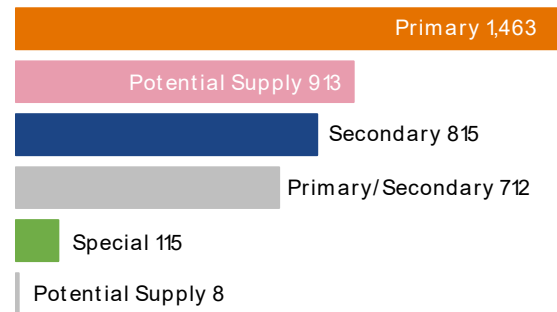 Primary 1,463
Potential Supply 913
Secondary 815
Primary/Secondary 712
Special 115
Potential Supply 8